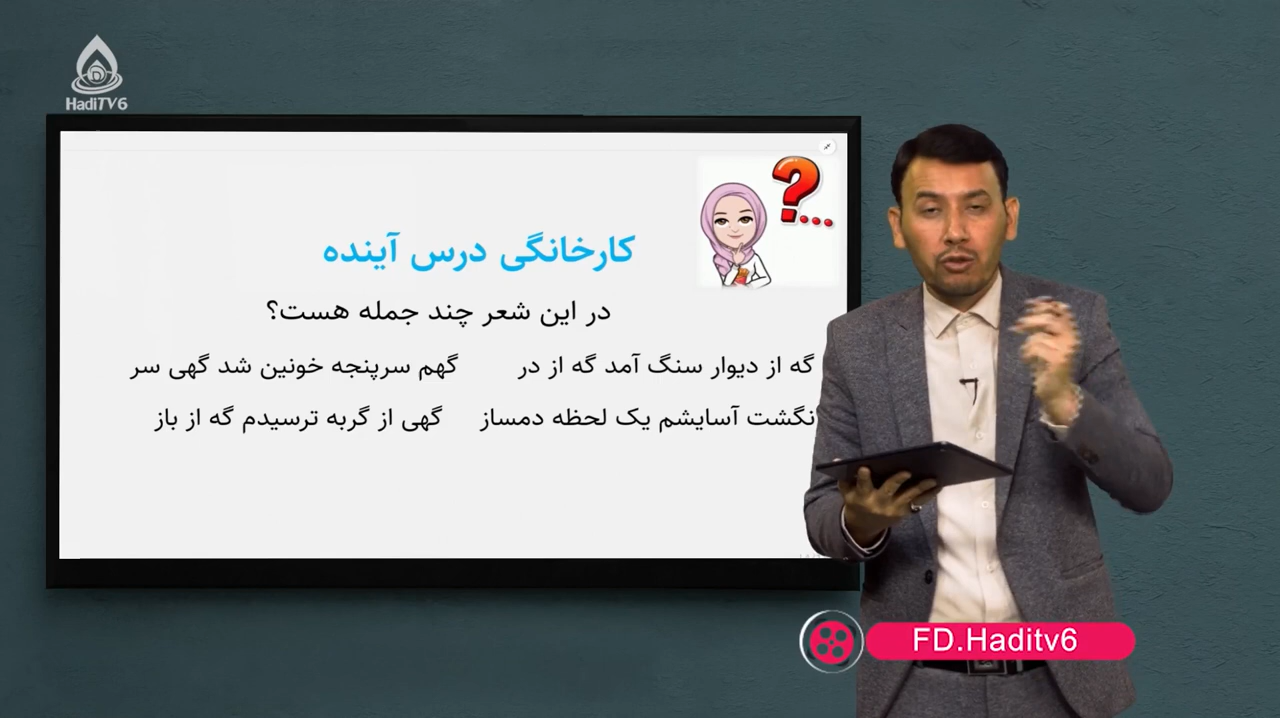 HadiTV6
?...
کارخانگی درس آینده
در این شعر چند جمله هست؟
گه از دیوار سنگ آمد گه از در گهم سرپنجه خونین شد گهی سر
نگشت آسایشم یک لحظه دمساز گهی از گربه ترسیدم گه از باز
FD.Haditv6